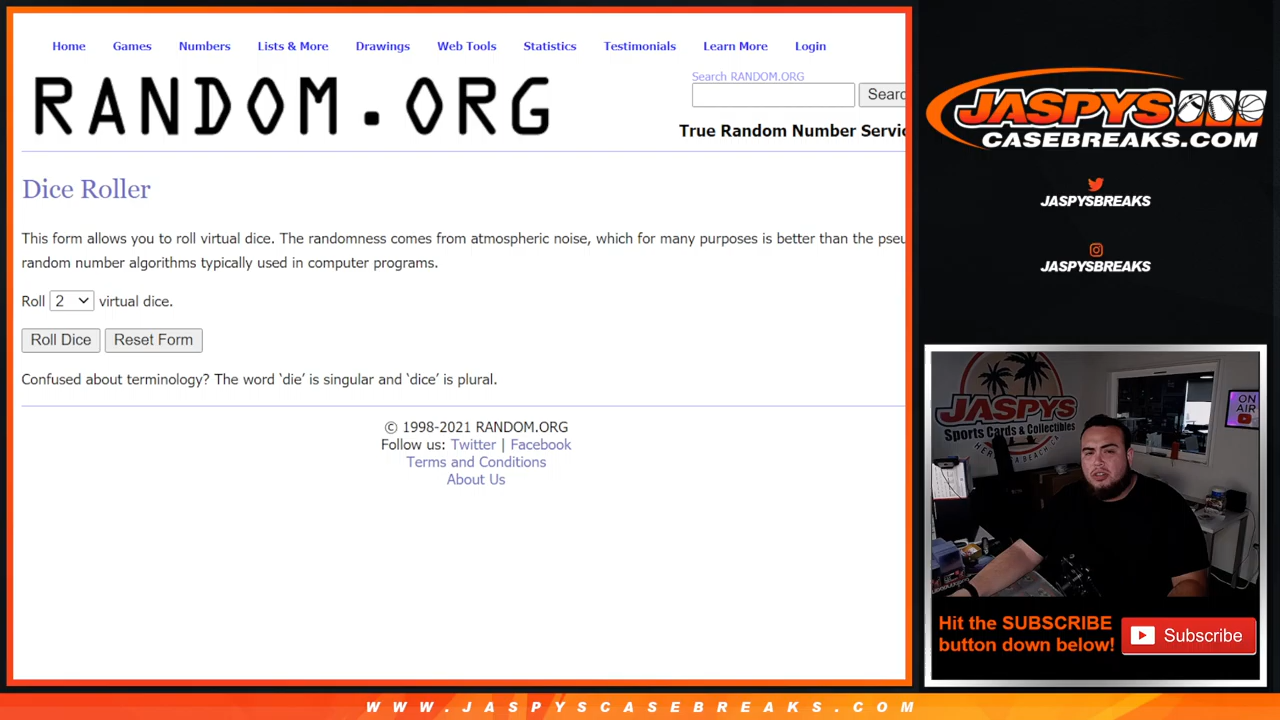 Home Games Numbers Lists & More Drawings Web Tools Statistics Testimonials Learn More Login
RANDOM.ORG
Search RANDOM.ORG
True Random Number
Dice Roller
This form allows you to roll virtual dice. The randomness comes from atmospheric noise, which for many purposes is better than the
random number algorithms typically used in computer programs.
Roll 2 virtual dice.
Roll Dice Reset Form
Confused about terminology? The word ‘die’ is singular and ‘dice’ is plural.
© 1998-2021 RANDOM.ORG
Follow us: Twitter | Facebook
Terms and Conditions
About Us
JASPYS
CASEBREAKS.COM
JASPYSBREAKS
JASPYSBREAKS
JASPYS
Sports Cards & Collectibles
ON
AIR
Hit the SUBSCRIBE
button down below!
Subscribe
WWW.JASPYSCASEBREAKS.COM